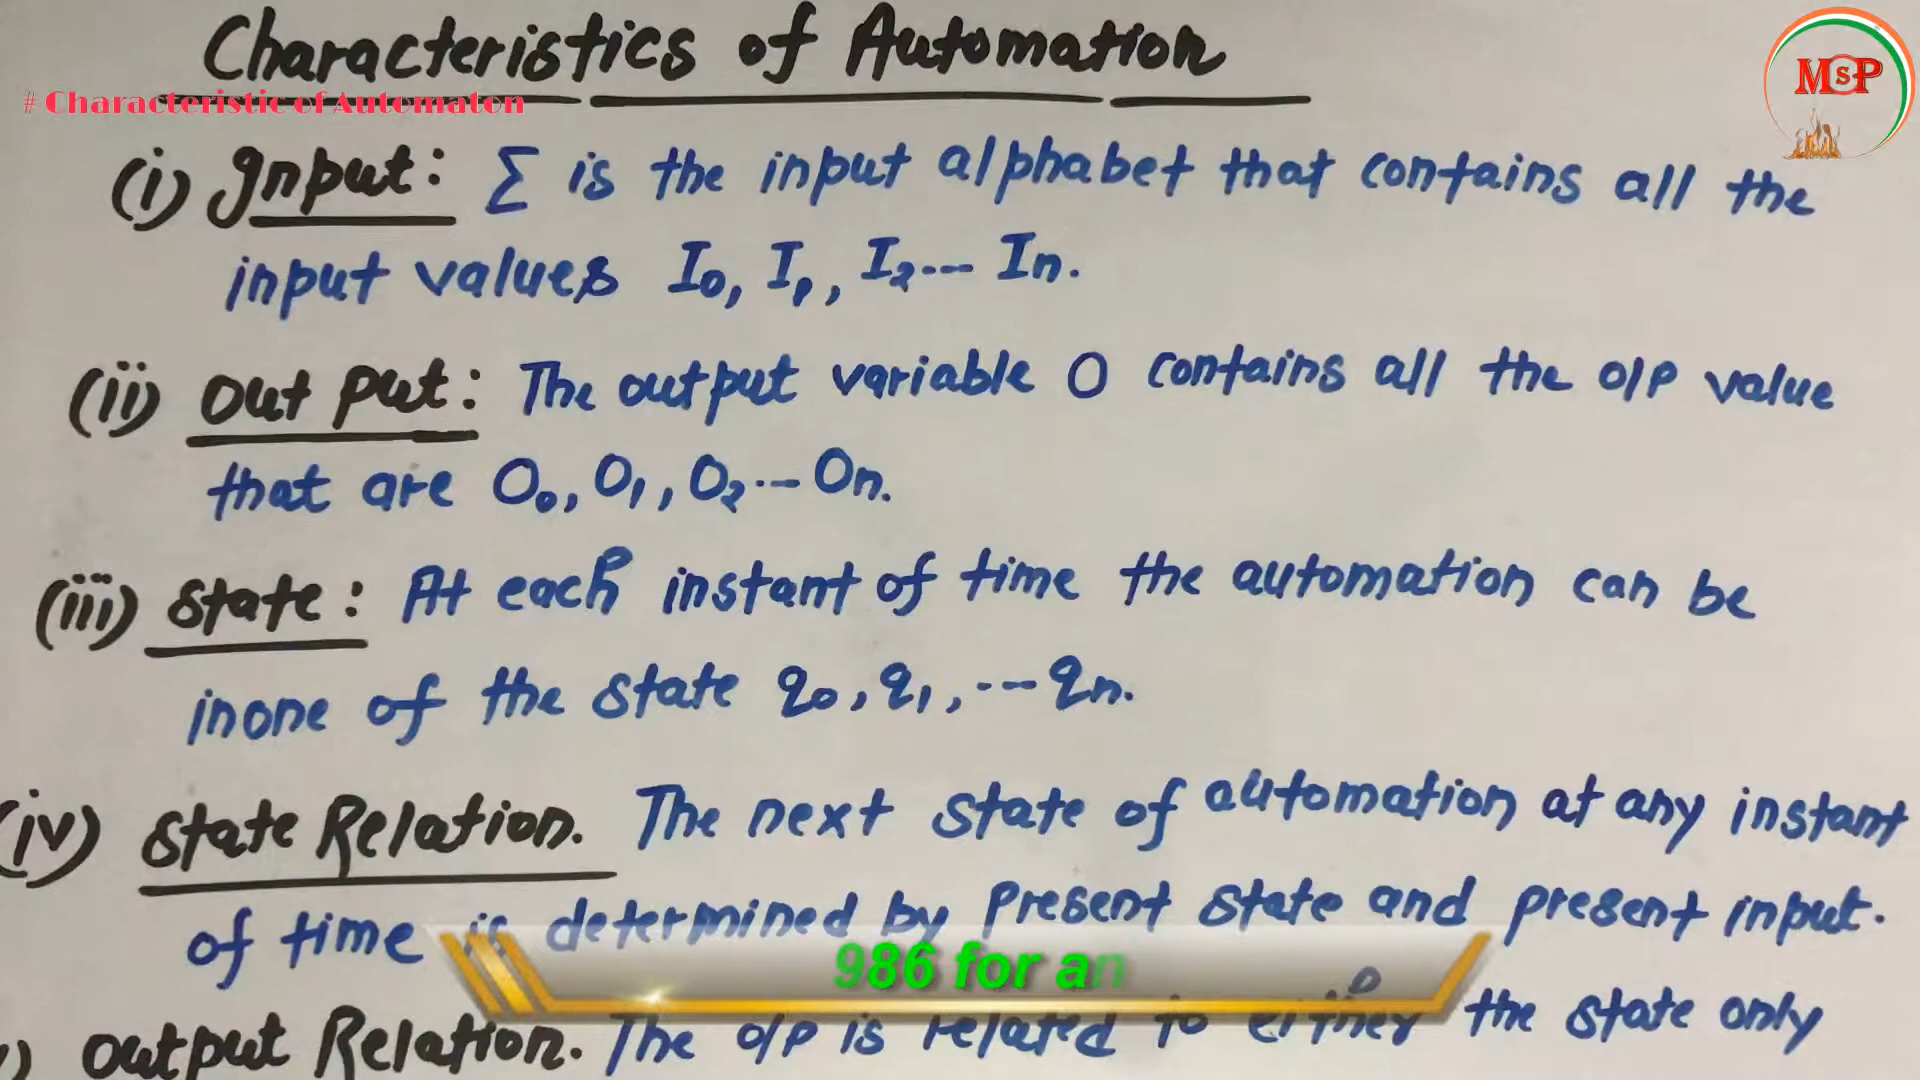 Characteristics of Automation
# Characteristic of Automaton
MSP
(i) Input: Σ is the input alphabet that contains all the
input values I0, I1, I2--- In.
(ii) Out put: The output variable O contains all the o/p value
that are O0, O1, O2 --- On.
(iii) State: At each instant of time the automation can be
inone of the state q0, q1, --- qn.
(iv) State Relation. The next state of automation at any instant
of time is determined by present state and present input.
986 for an
Output Relation. The o/p is related to either the state only